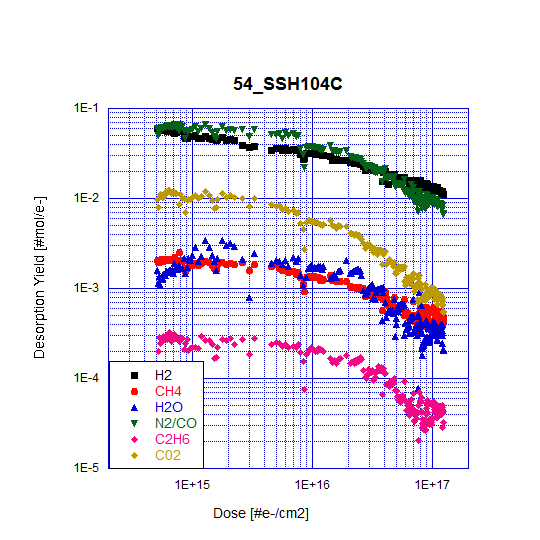 54_SSH104C
1E-1
1E-2
1E-3
1E-4
1E-5
Desorption Yield [#mol/e-]
H2
CH4
H2O
N2/CO
C2H6
C02
1E+15
1E+16
1E+17
Dose [#e-/cm2]